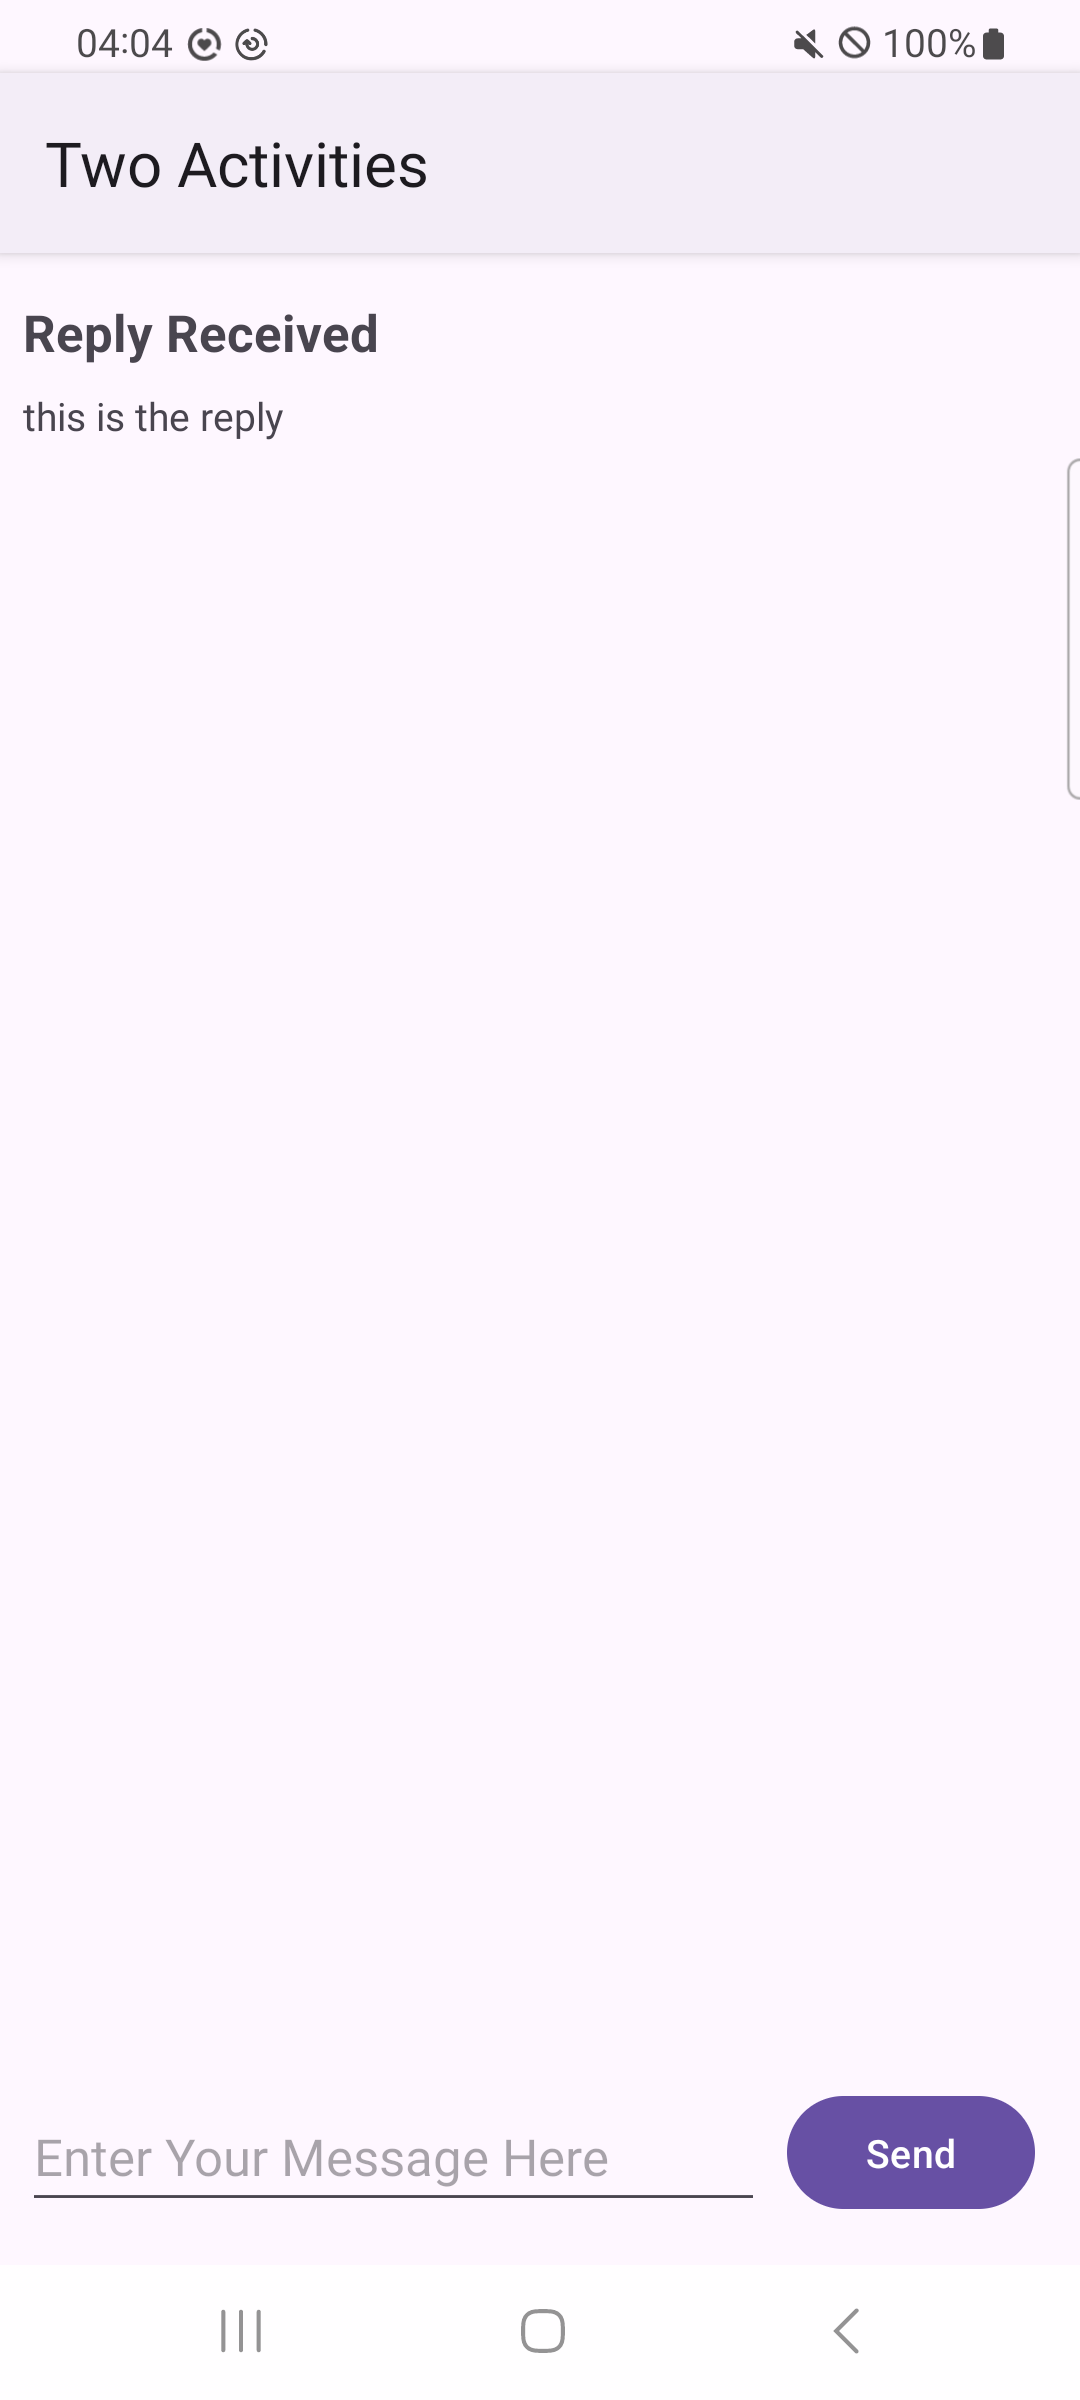 04:04 100%
Two Activities
Reply Received
this is the reply
Enter Your Message Here
Send